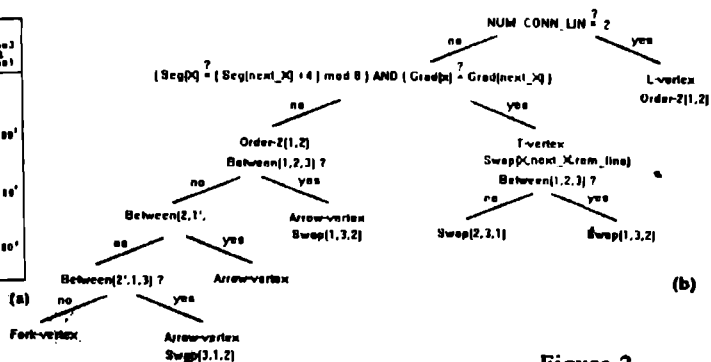 NUM_CONN_LIN ?= 2
no
yes
( Seg[X] ?= ( Seg[next_X] +4 ) mod 8 ) AND ( Grad[x] ?= Grad[next_X] )
L-vertex
Order-2(1,2)
no
yes
Order-2(1,2)
Between(1,2,3) ?
T-vertex
Swap(X,next_X,rem_line)
Between(1,2,3) ?
no
yes
no
yes
Between(2,1',
Arrow-vertex
Swap(1,3,2)
Swap(2,3,1)
Swap(1,3,2)
no
yes
Between(2',1,3) ?
Arrow-vertex
(a)
(b)
no
yes
Fork-vertex
Arrow-vertex
Swap(3,1,2)